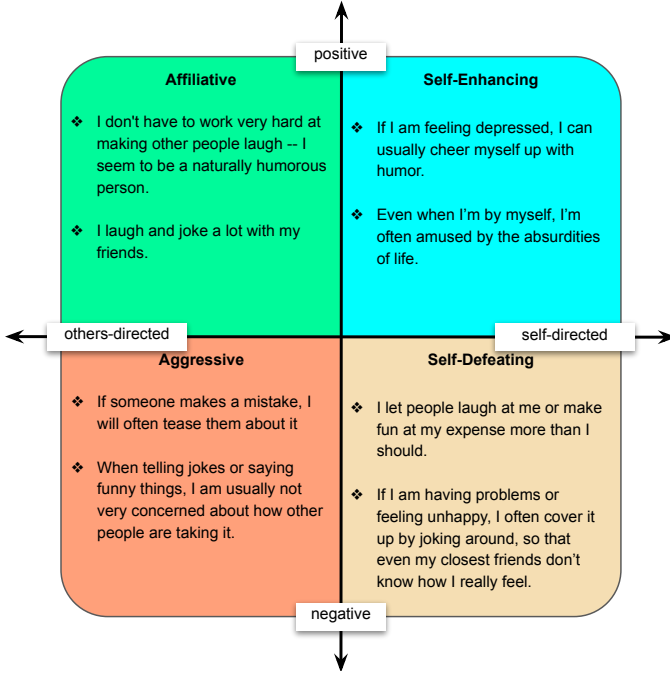 positive
Affiliative
❖ I don't have to work very hard at
making other people laugh -- I
seem to be a naturally humorous
person.
❖ I laugh and joke a lot with my
friends.
Self-Enhancing
❖ If I am feeling depressed, I can
usually cheer myself up with
humor.
❖ Even when I’m by myself, I’m
often amused by the absurdities
of life.
others-directed
self-directed
Aggressive
❖ If someone makes a mistake, I
will often tease them about it
❖ When telling jokes or saying
funny things, I am usually not
very concerned about how other
people are taking it.
Self-Defeating
❖ I let people laugh at me or make
fun at my expense more than I
should.
❖ If I am having problems or
feeling unhappy, I often cover it
up by joking around, so that
even my closest friends don’t
know how I really feel.
negative